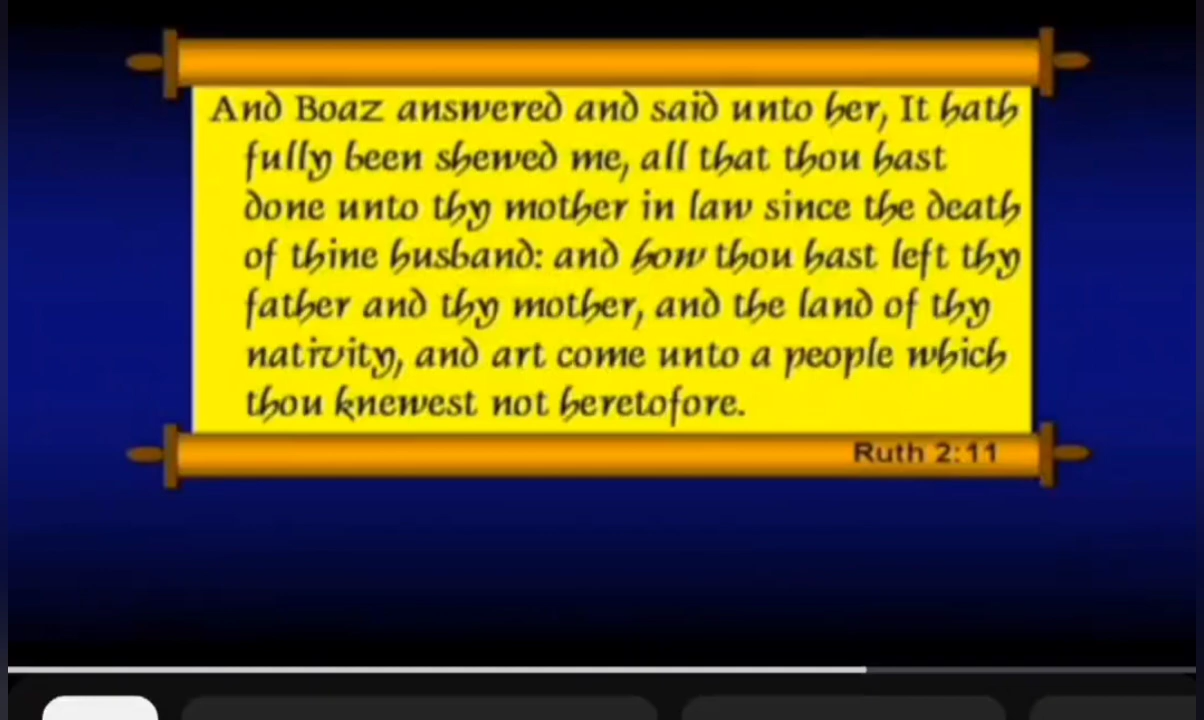 And Boaz answered and said unto her, It hath
fully been shewed me, all that thou hast
done unto thy mother in law since the death
of thine husband: and how thou hast left thy
father and thy mother, and the land of thy
nativity, and art come unto a people which
thou knewest not heretofore.
Ruth 2:11